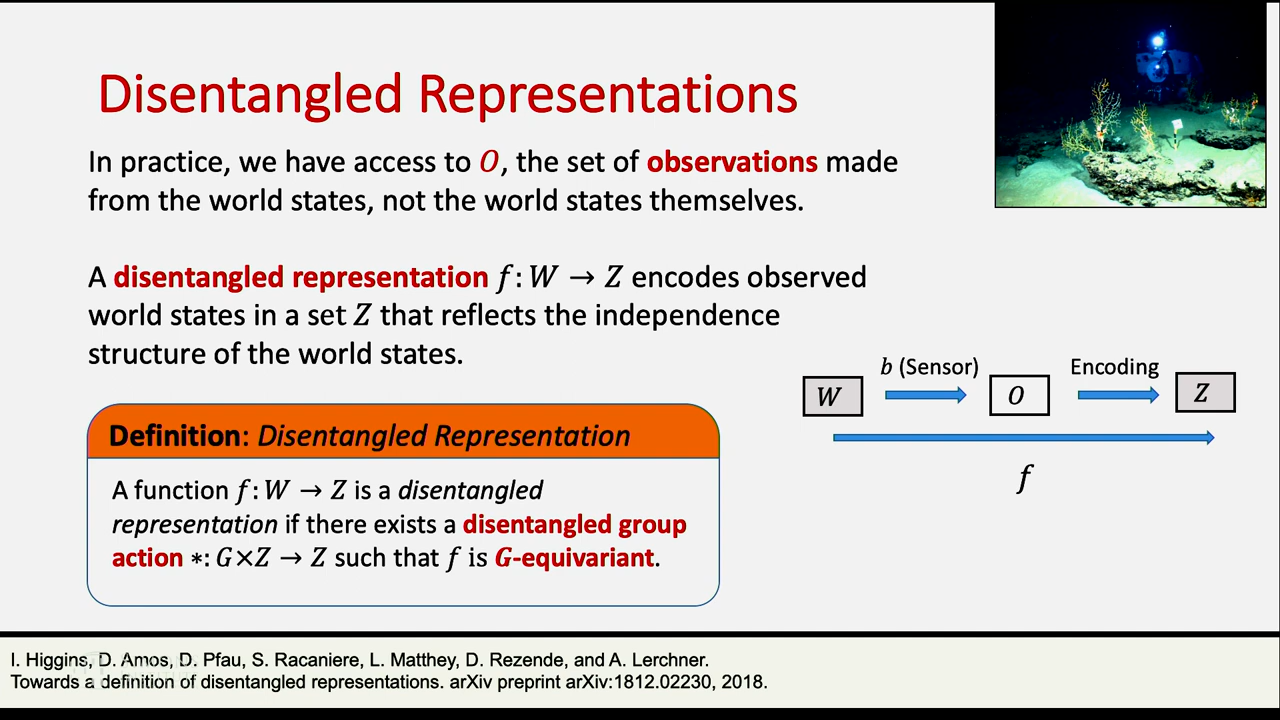 Disentangled Representations
In practice, we have access to O, the set of observations made
from the world states, not the world states themselves.
A disentangled representation f: W → Z encodes observed
world states in a set Z that reflects the independence
structure of the world states.
b (Sensor)
Encoding
W
O
Z
f
Definition: Disentangled Representation
A function f: W → Z is a disentangled
representation if there exists a disentangled group
action ∗: G×Z → Z such that f is G-equivariant.
I. Higgins, D. Amos, D. Pfau, S. Racaniere, L. Matthey, D. Rezende, and A. Lerchner.
Towards a definition of disentangled representations. arXiv preprint arXiv:1812.02230, 2018.